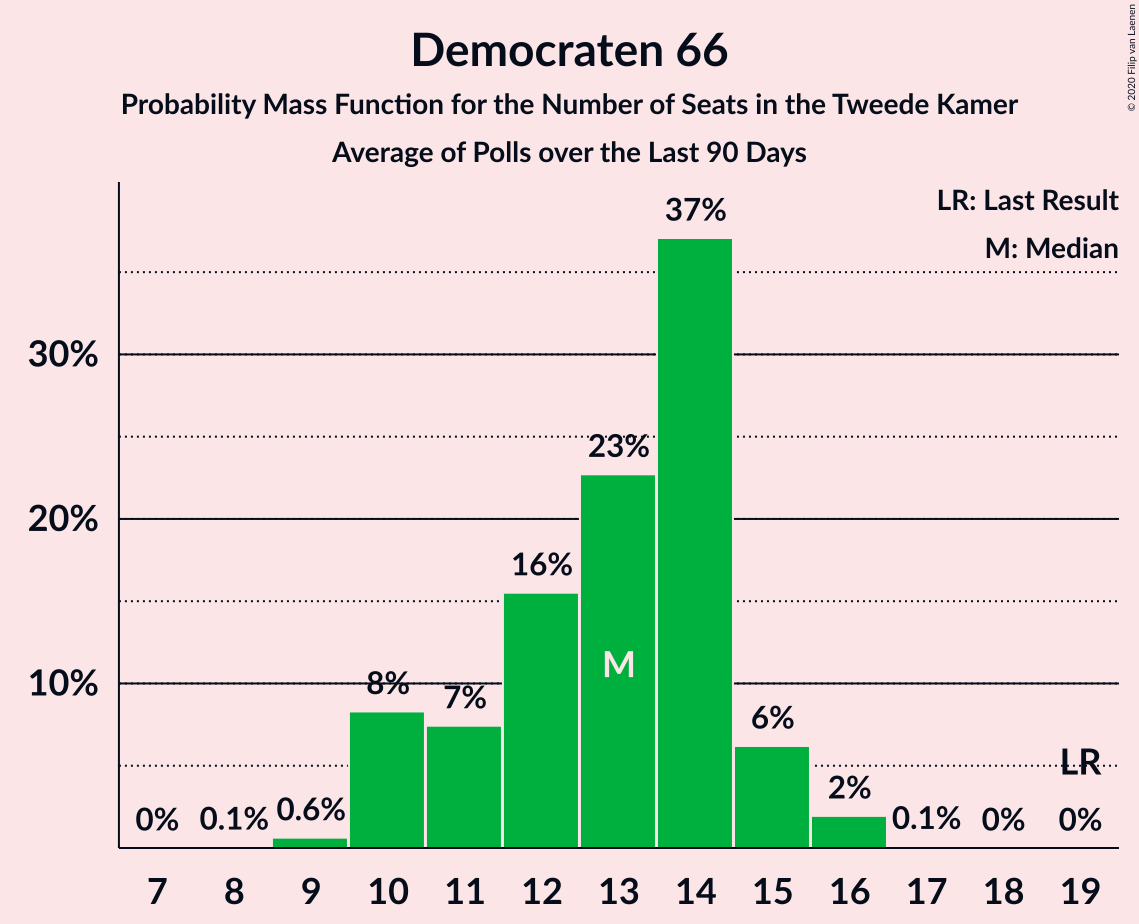 Democraten 66
Probability Mass Function for the Number of Seats in the Tweede Kamer
Average of Polls over the Last 90 Days
© 2020 Filip van Laenen
LR: Last Result
M: Median
37%
30%
23%
20%
16%
M
10%
8%
7%
6%
LR
2%
0%
0.1%
0.6%
0.1%
0%
0%
7 8 9 10 11 12 13 14 15 16 17 18 19